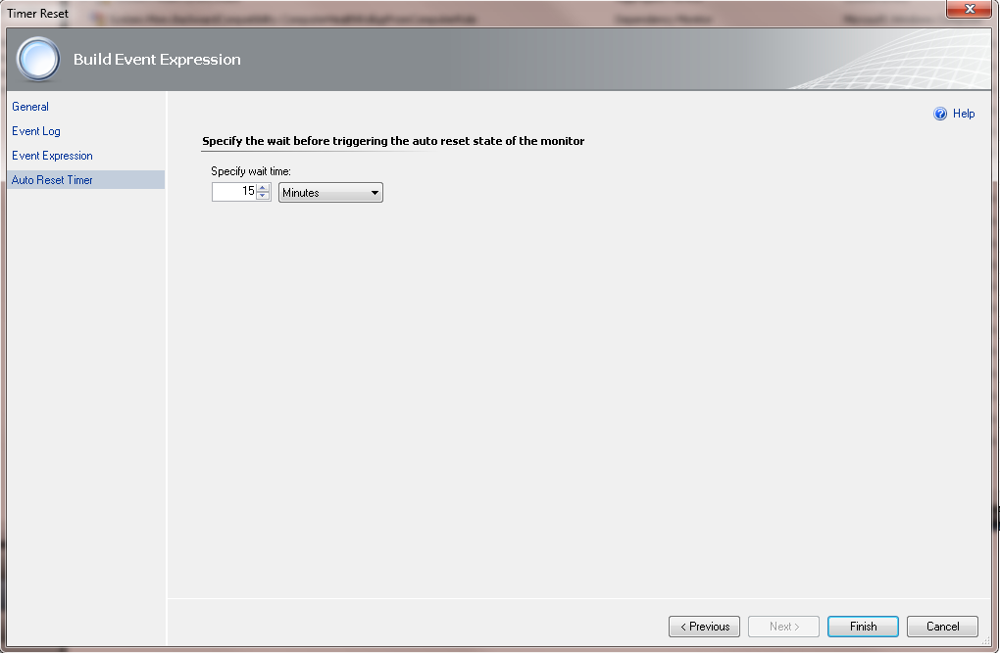 Timer Reset
Build Event Expression
General
Event Log
Event Expression
Auto Reset Timer
Help
Specify the wait before triggering the auto reset state of the monitor
Specify wait time:
15 Minutes
< Previous Next > Finish Cancel